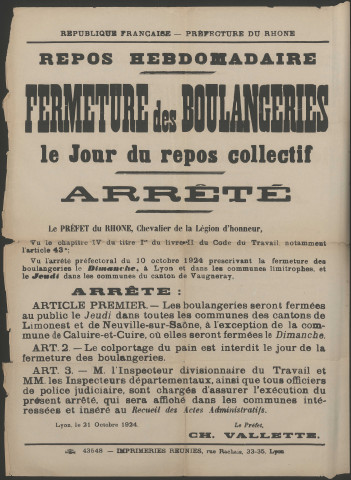 REPUBLIQUE FRANÇAISE — PRÉFECTURE DU RHONE
REPOS HEBDOMADAIRE
FERMETURE des BOULANGERIES
le Jour du repos collectif
ARRÊTÉ
Le PRÉFET du RHONE, Chevalier de la Légion d'honneur,
Vu le chapitre IV du titre Ier du livre II du Code du Travail notamment
l'article 43e;
Vu l'arrêté préfectoral du 10 octobre 1924 prescrivant la fermeture des
boulangeries le Dimanche, à Lyon et dans les communes limitrophes, et
le Jeudi dans les communes du canton de Vaugneray.
ARRÊTE :
ARTICLE PREMIER. — Les boulangeries seront fermées
au public le Jeudi dans toutes les communes des cantons de
Limonest et de Neuville-sur-Saône, à l'exception de la com-
mune de Caluire-et-Cuire, où elles seront fermées le Dimanche.
ART. 2. — Le colportage du pain est interdit le jour de la
fermeture des boulangeries.
ART. 3. — M. l'Inspecteur divisionnaire du Travail et
MM. les Inspecteurs départementaux, ainsi que tous officiers
de police judiciaire, sont chargés d'assurer l'exécution du
présent arrêté, qui sera affiché dans les communes inté-
ressées et inséré au Recueil des Actes Administratifs.
Lyon, le 31 Octobre 1924.
Le Préfet,
CH. VALLETTE.
43648 — IMPRIMERIES REUNIES, rue Rachais, 33-35, Lyon